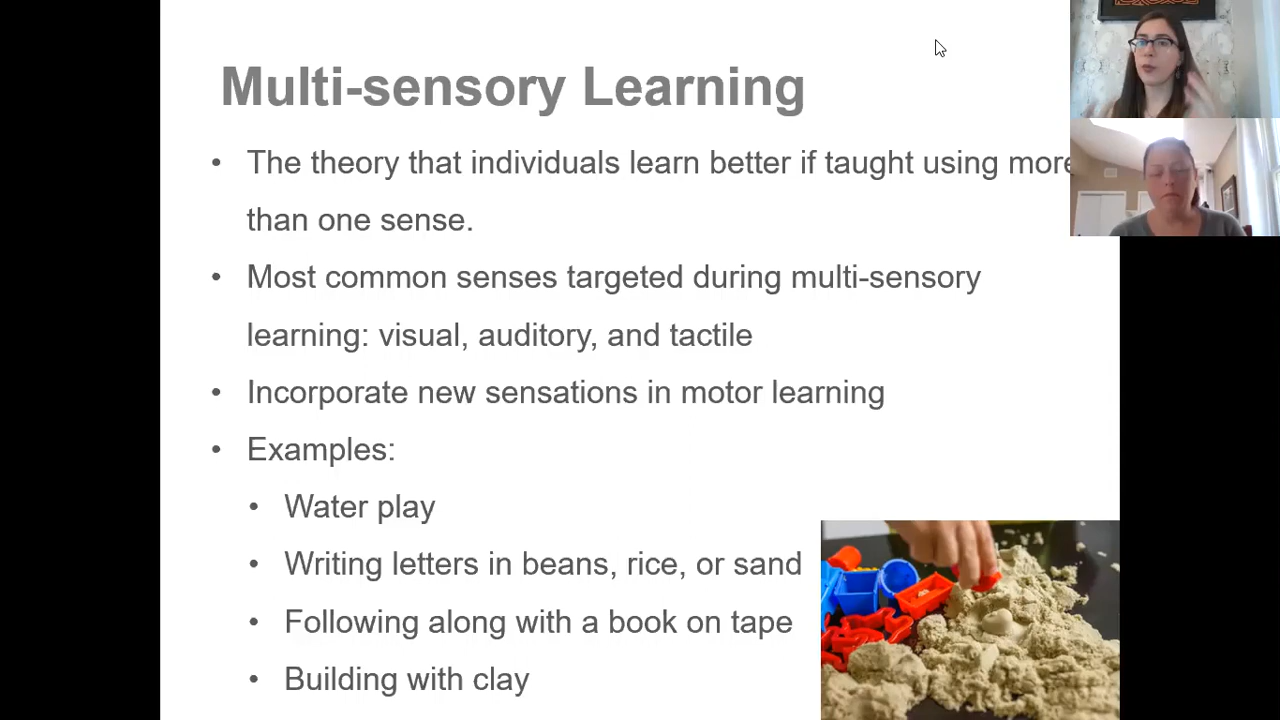 Multi-sensory Learning
• The theory that individuals learn better if taught using more
than one sense.
• Most common senses targeted during multi-sensory
learning: visual, auditory, and tactile
• Incorporate new sensations in motor learning
• Examples:
• Water play
• Writing letters in beans, rice, or sand
• Following along with a book on tape
• Building with clay